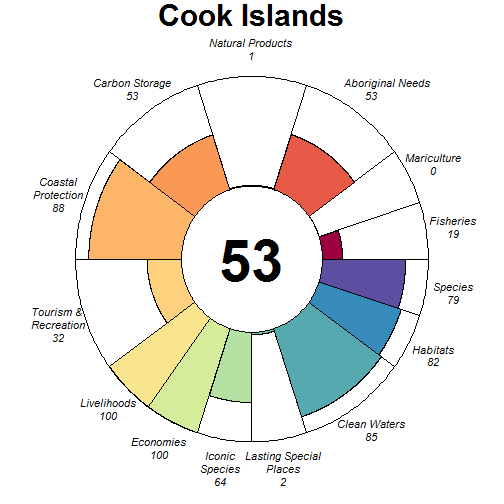 Cook Islands
Natural Products
1
Carbon Storage
53
Aboriginal Needs
53
Mariculture
0
Coastal
Protection
88
Fisheries
19
53
Species
79
Tourism &
Recreation
32
Habitats
82
Livelihoods
100
Clean Waters
85
Economies
100
Iconic
Species
64
Lasting Special
Places
2